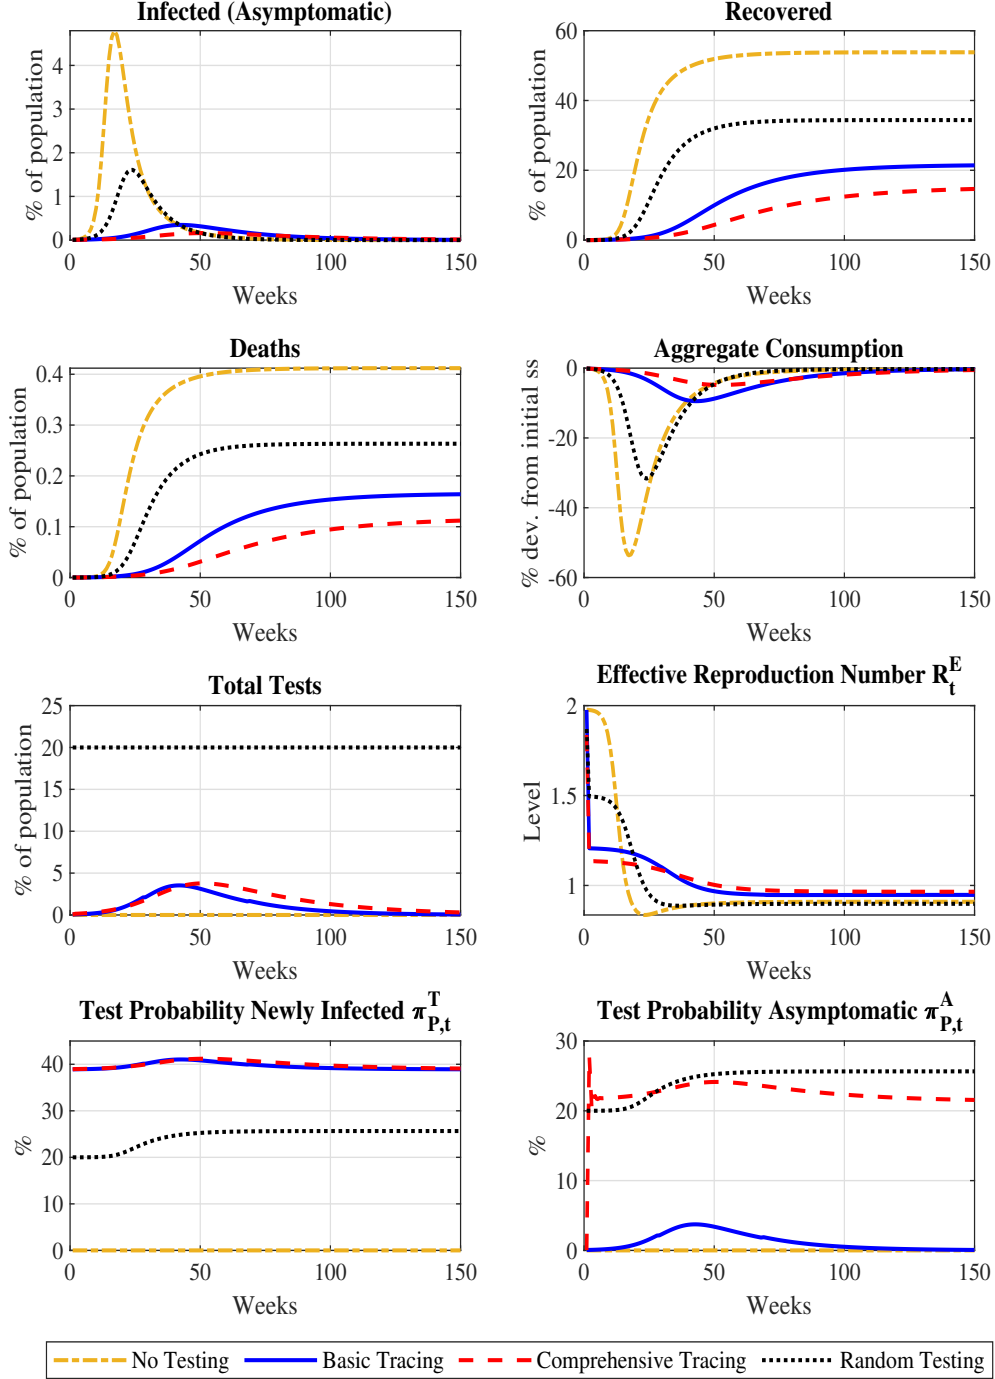 Infected (Asymptomatic)
% of population
4
3
2
1
0
0 50 100 150
Weeks
Recovered
% of population
60
40
20
0
0 50 100 150
Weeks
Deaths
% of population
0.4
0.3
0.2
0.1
0
0 50 100 150
Weeks
Aggregate Consumption
% dev. from initial ss
0
-20
-40
-60
0 50 100 150
Weeks
Total Tests
% of population
25
20
15
10
5
0
0 50 100 150
Weeks
Effective Reproduction Number R_t^E
Level
2
1.5
1
0 50 100 150
Weeks
Test Probability Newly Infected π_{P,t}^T
%
40
30
20
10
0
0 50 100 150
Weeks
Test Probability Asymptomatic π_{P,t}^A
%
30
20
10
0
0 50 100 150
Weeks
No Testing Basic Tracing Comprehensive Tracing Random Testing